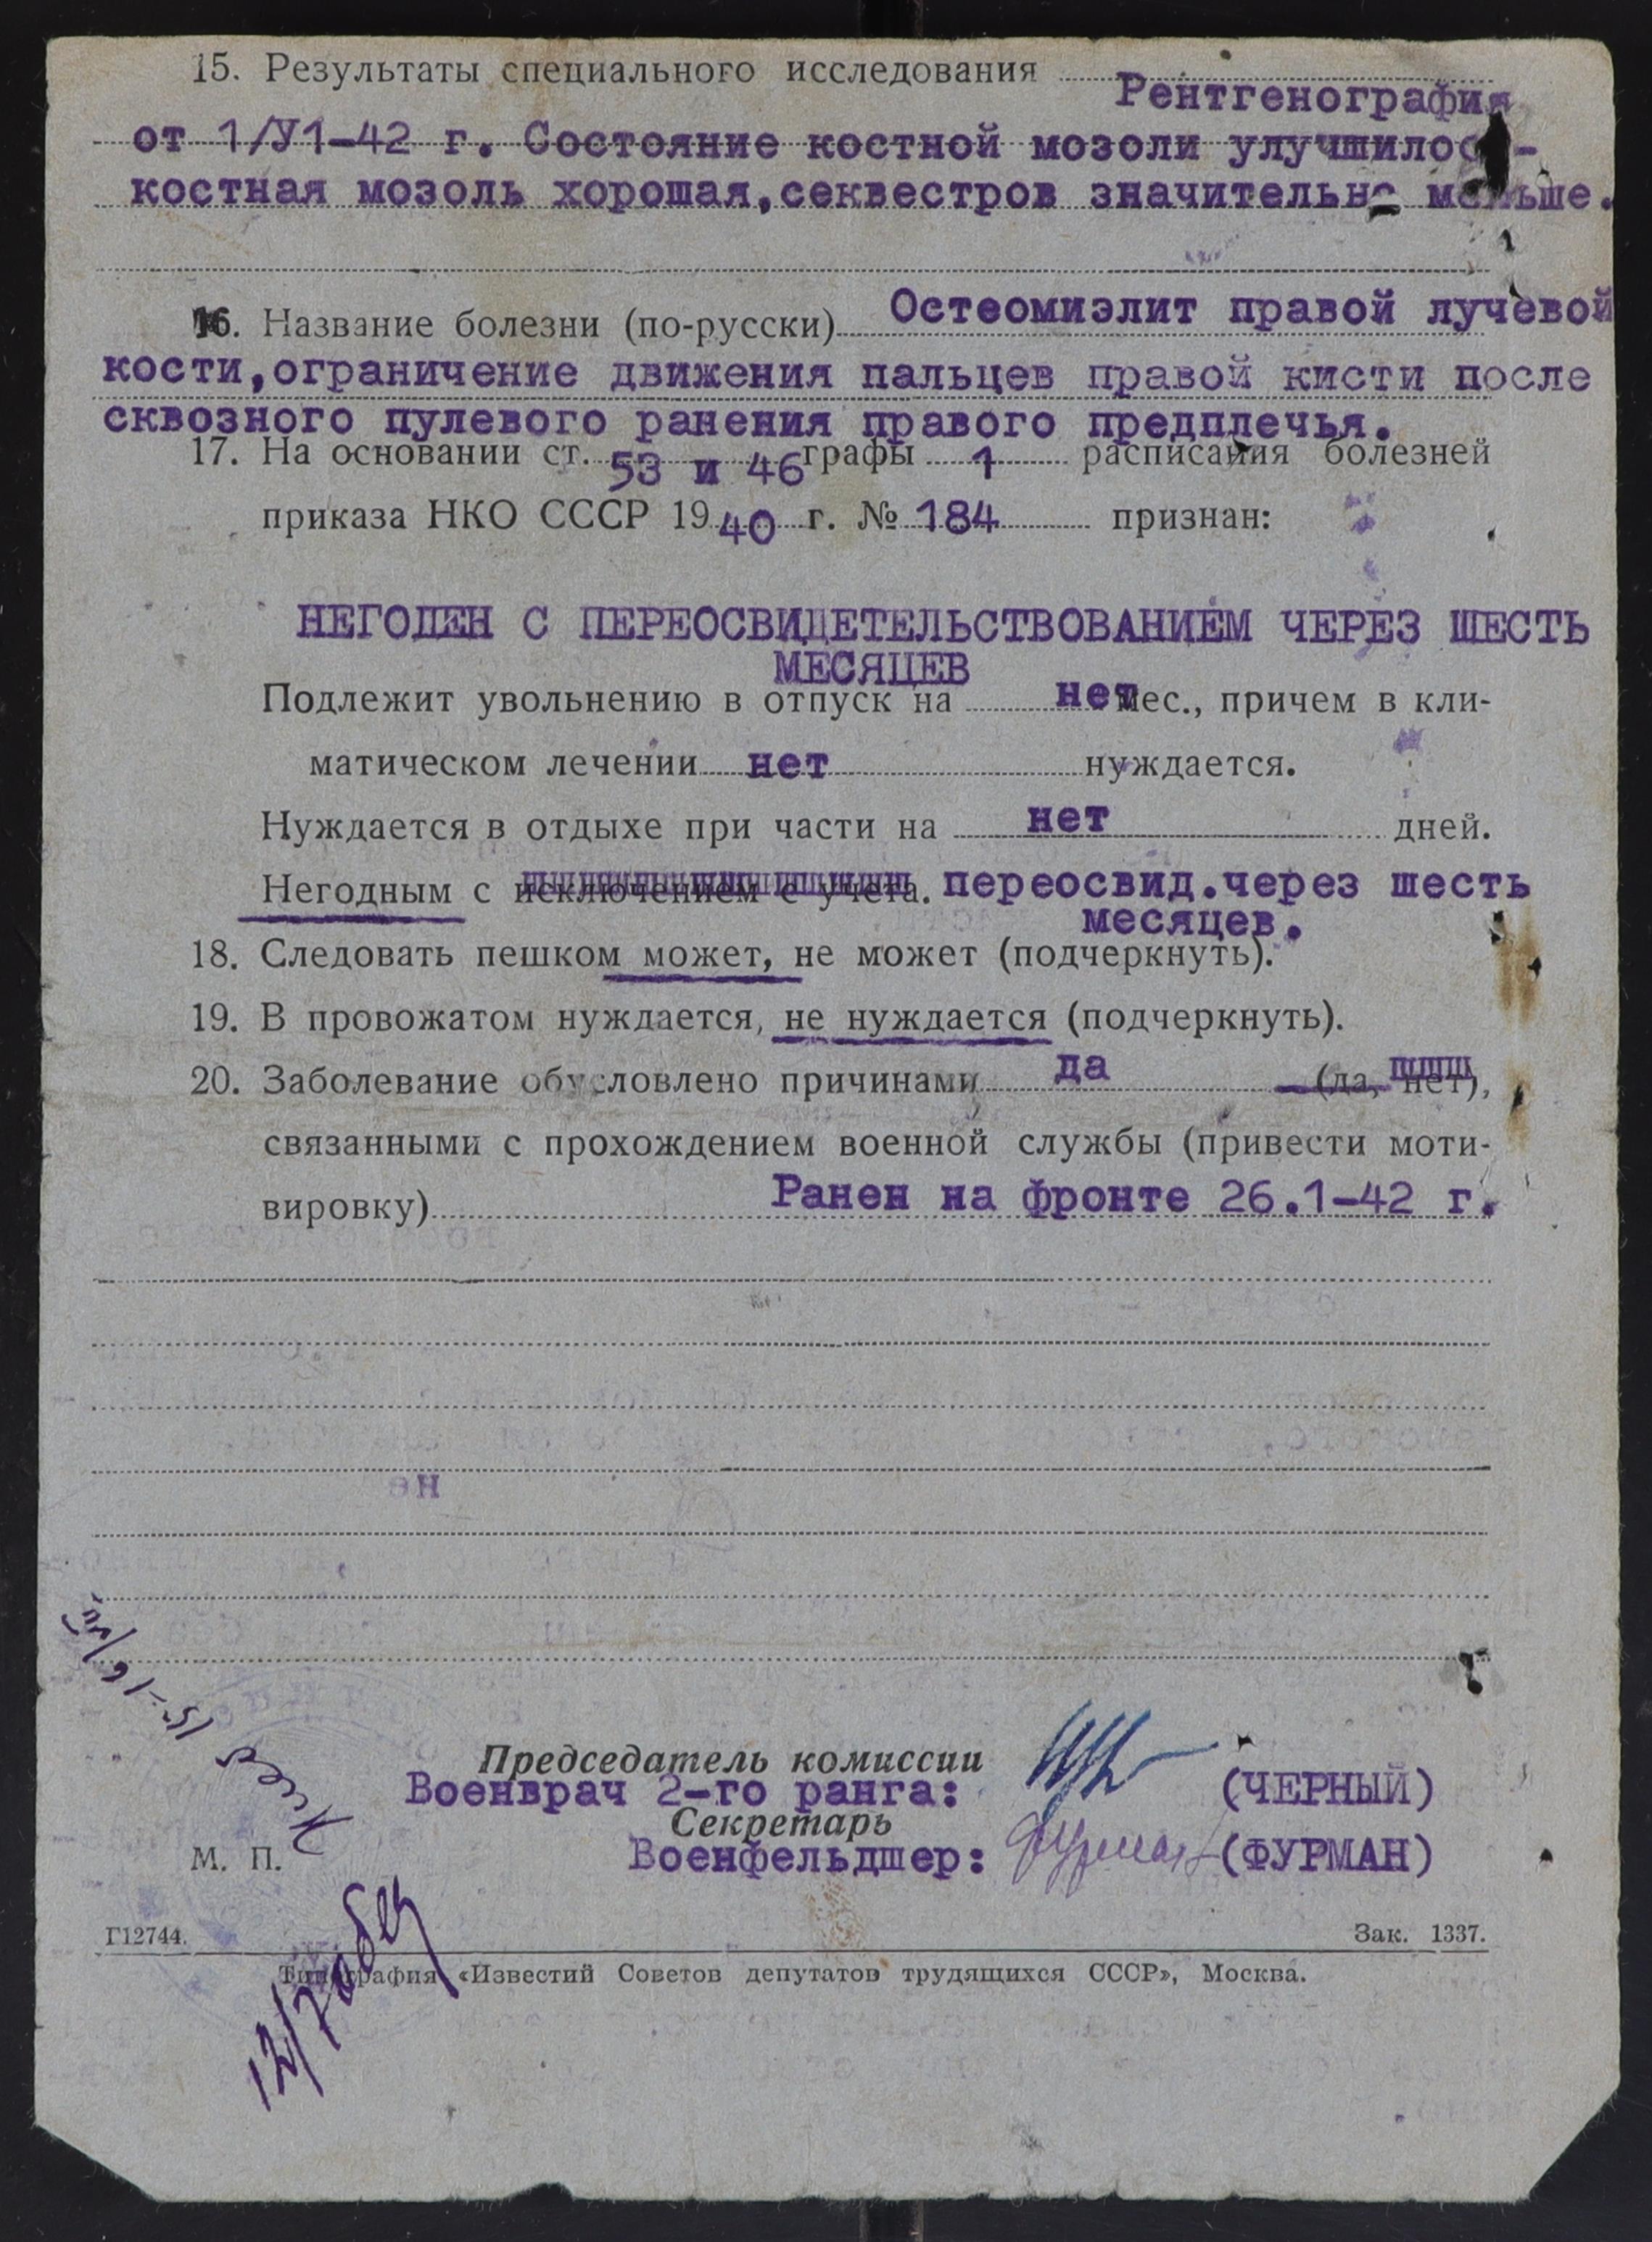 15. Результаты специального исследования
Рентгенография
от 1/У1-42 г. Состояние костной мозоли улучшилось-
костная мозоль хорошая,секвестров значительно меньше.
16. Название болезни (по-русски) Остеомиэлит правой лучевой
кости,ограничение движения пальцев правой кисти после
сквозного пулевого ранения правого предплечья.
17. На основании ст. 53 и 46 графы 1 расписания болезней
приказа НКО СССР 1940 г. № 184 признан:
НЕГОДЕН С ПЕРЕОСВИДЕТЕЛЬСТВОВАНИЕМ ЧЕРЕЗ ШЕСТЬ
МЕСЯЦЕВ
Подлежит увольнению в отпуск на нет мес., причем в кли-
матическом лечении нет нуждается.
Нуждается в отдыхе при части на нет дней.
Негодным с исключением с учета. переосвид.через шесть
месяцев.
18. Следовать пешком может, не может (подчеркнуть).
19. В провожатом нуждается, не нуждается (подчеркнуть).
20. Заболевание обусловлено причинами да (да, нет),
связанными с прохождением военной службы (привести моти-
вировку) Ранен на фронте 26.1-42 г.
Председатель комиссии
Военврач 2-го ранга: (ЧЕРНЫЙ)
Секретарь
Военфельдшер: Фурман (ФУРМАН)
М. П.
Г12744. Зак. 1337.
Типография «Известий Советов депутатов трудящихся СССР», Москва.